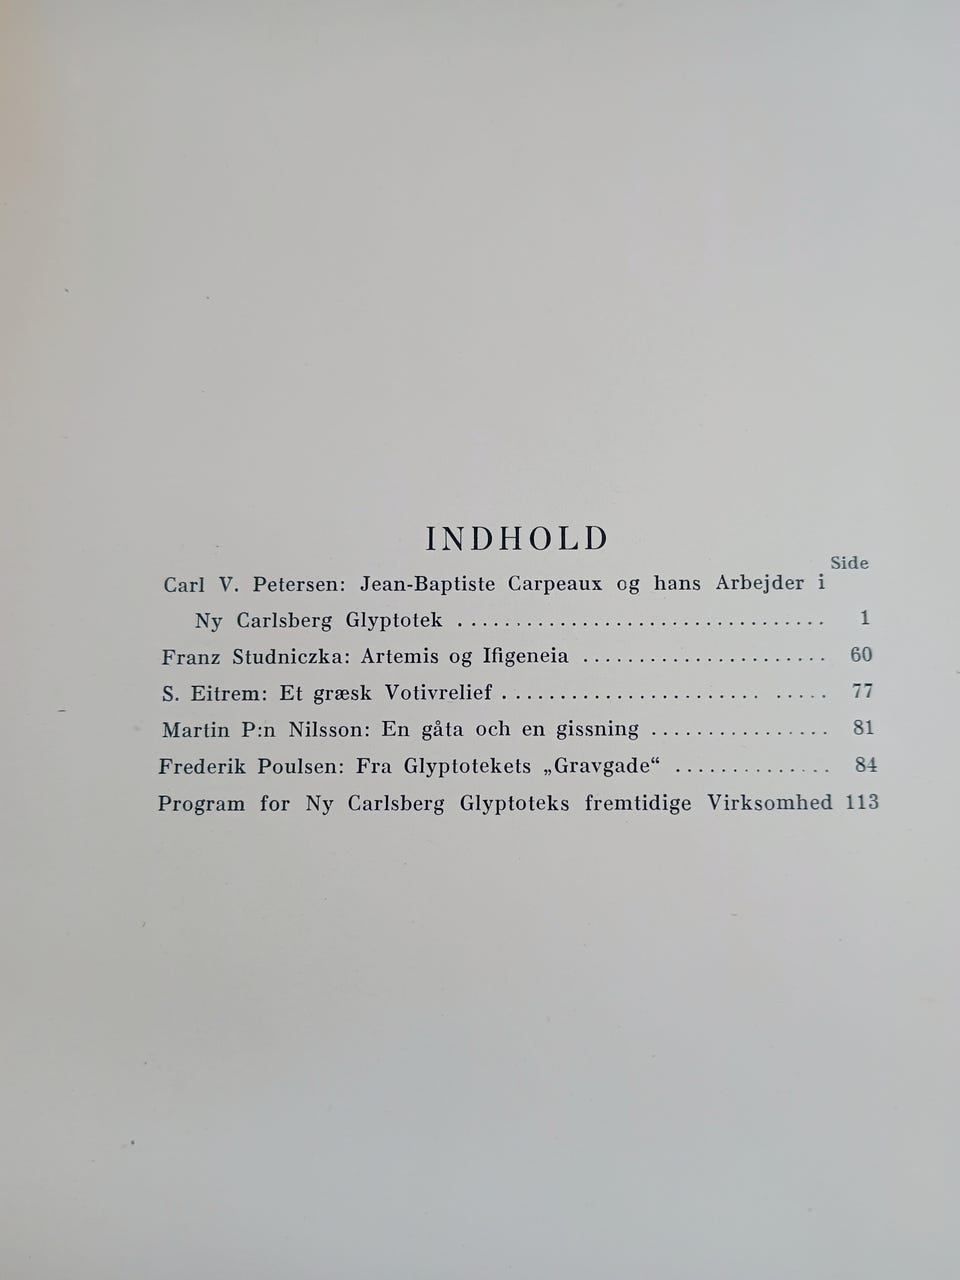 INDHOLD
Side
Carl V. Petersen: Jean-Baptiste Carpeaux og hans Arbejder i
Ny Carlsberg Glyptotek ................................. 1
Franz Studniczka: Artemis og Ifigeneia ....................... 60
S. Eitrem: Et græsk Votivrelief ............................. 77
Martin P:n Nilsson: En gåta och en gissning ................ 81
Frederik Poulsen: Fra Glyptotekets „Gravgade“ .............. 84
Program for Ny Carlsberg Glyptoteks fremtidige Virksomhed 113